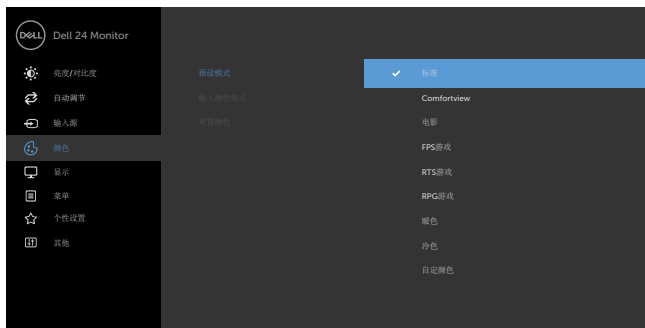 DELL Dell 24 Monitor
亮度/对比度
自动调节
输入源
颜色
显示
菜单
个性设置
其他
预设模式
输入颜色格式
重置颜色
标准
Comfortview
电影
FPS游戏
RTS游戏
RPG游戏
暖色
冷色
自定颜色